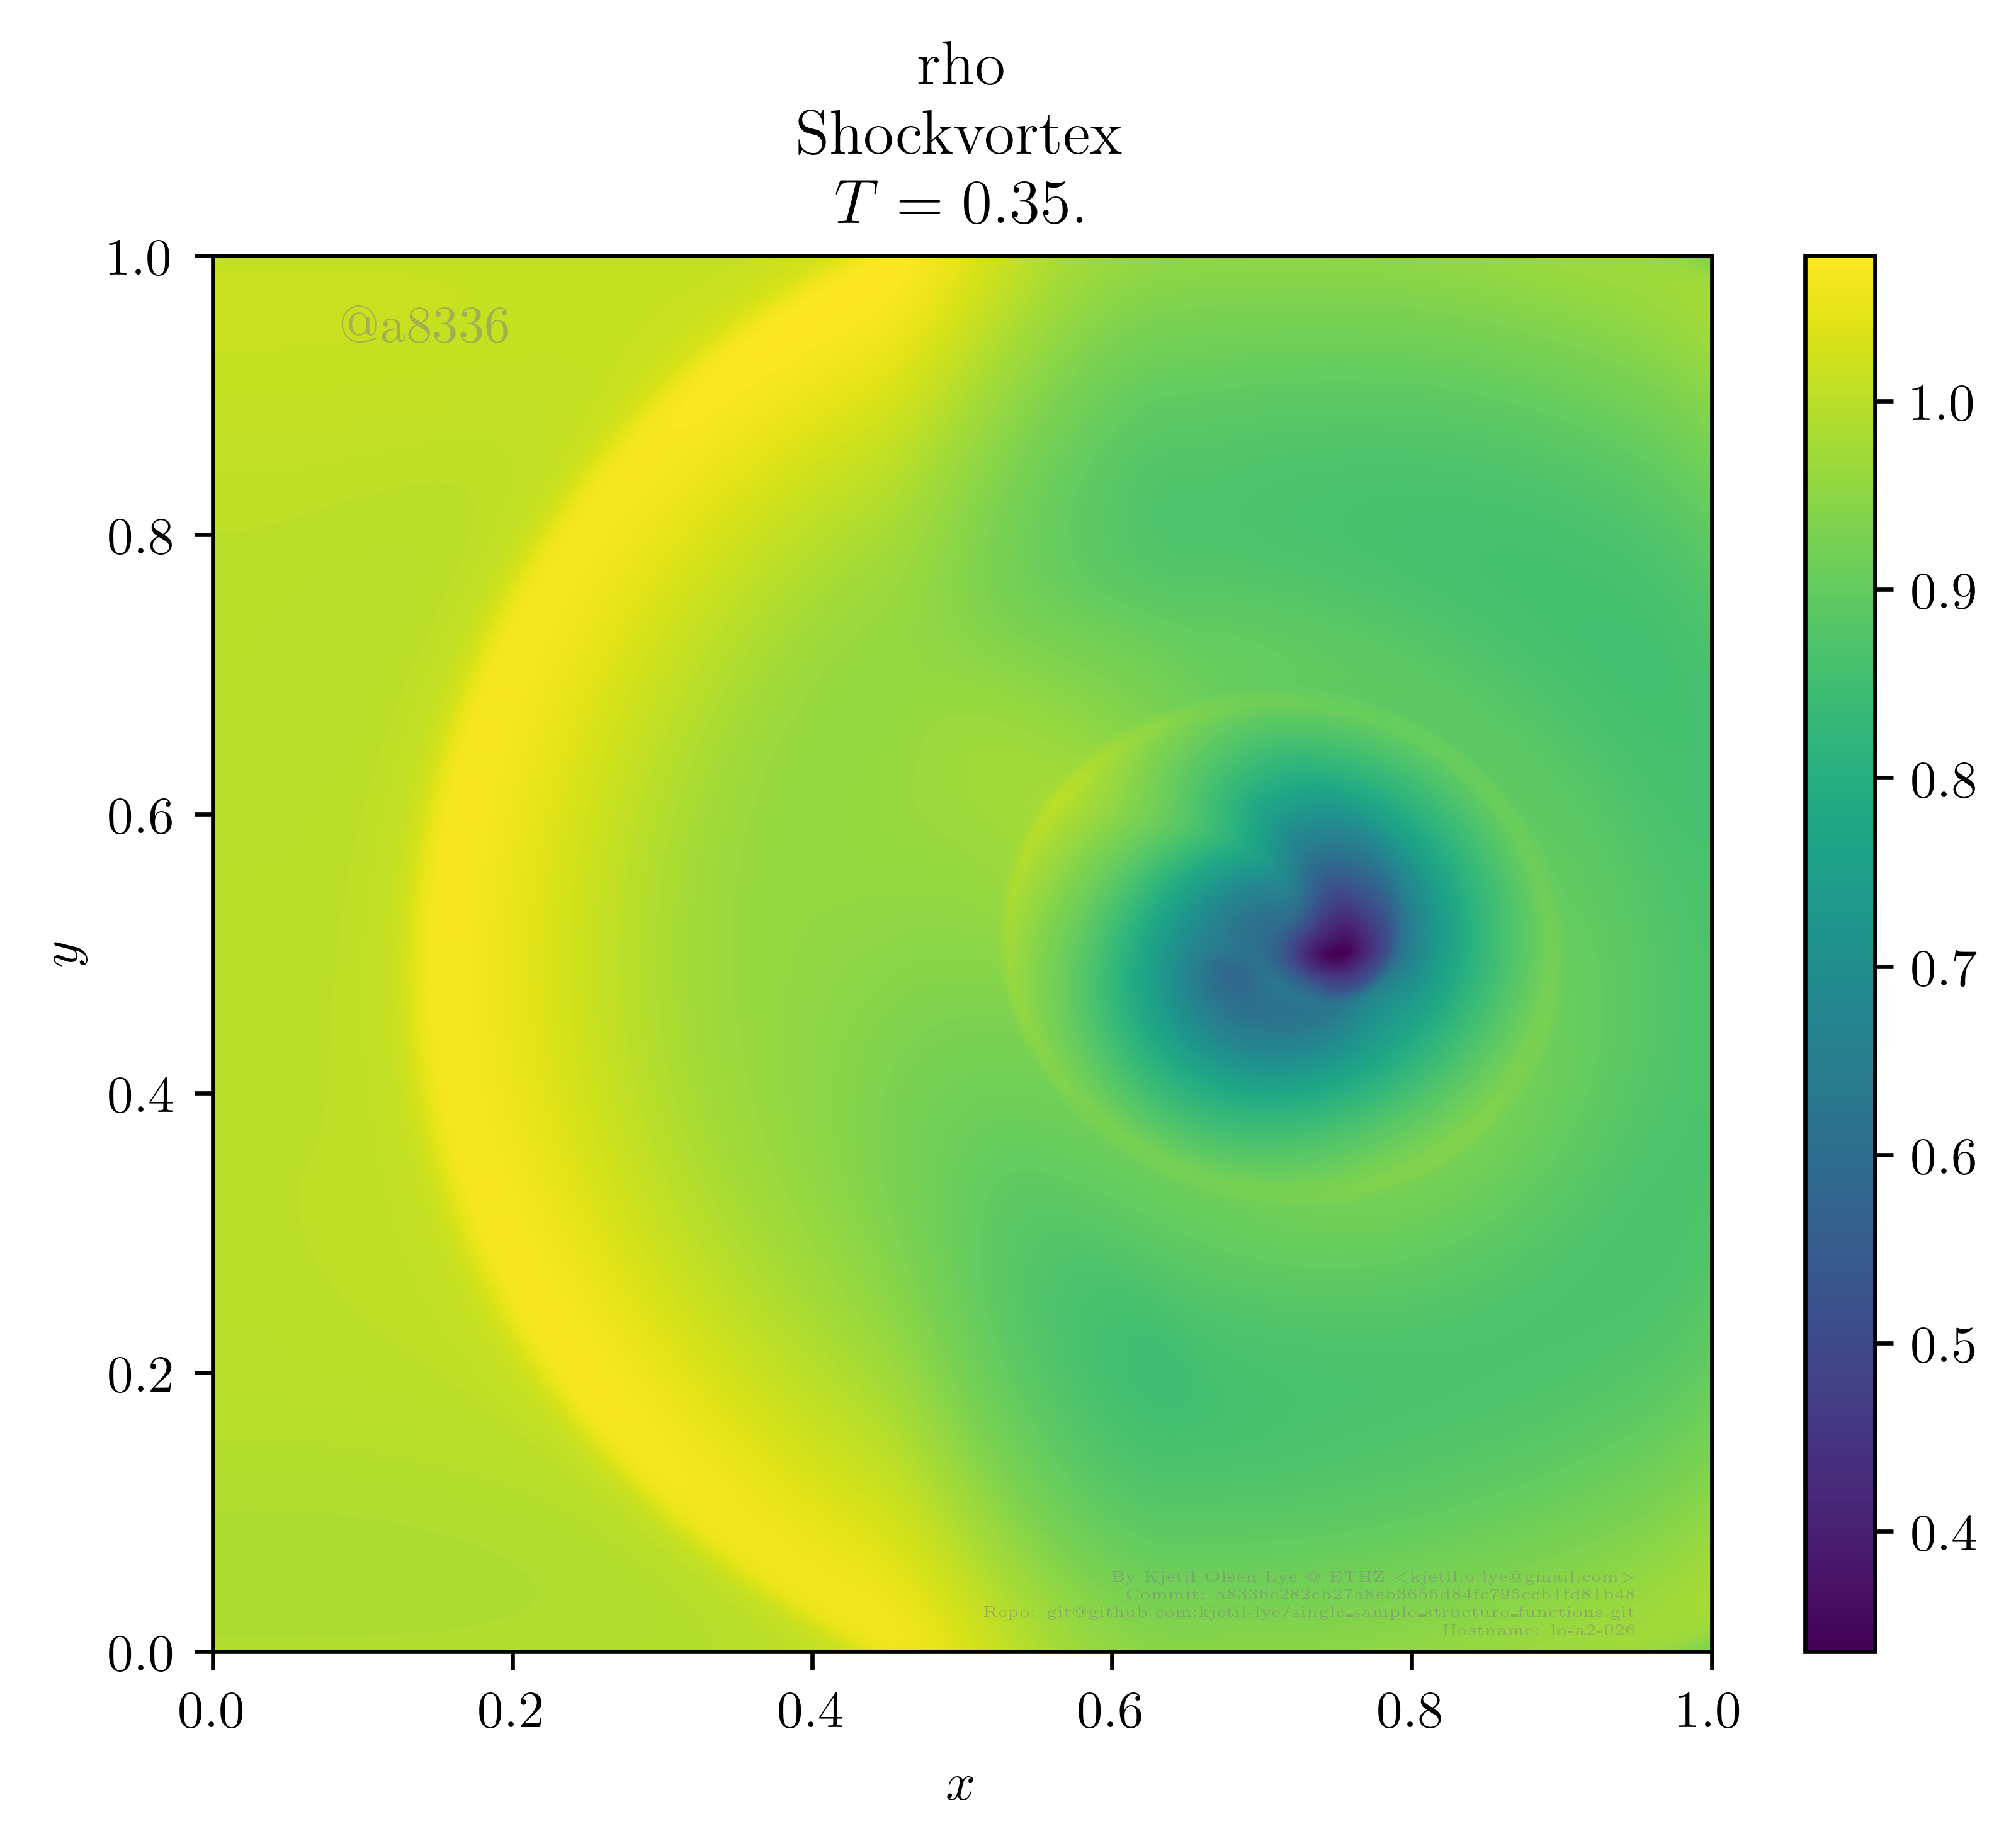 rho
Shockvortex
T = 0.35.
1.0
0.8
0.6
0.4
0.2
0.0
y
@a8336
By Kjetil Olsen Lye @ ETHZ <kjetil.o.lye@gmail.com>
Commit: a8336c282cb27a8eb3655d84fc795ccb1fd81b48
Repo: git@github.com:kjetil-lye/single_sample_structure_functions.git
Hostname: lo-a2-026
0.0 0.2 0.4 0.6 0.8 1.0
x
1.0
0.9
0.8
0.7
0.6
0.5
0.4